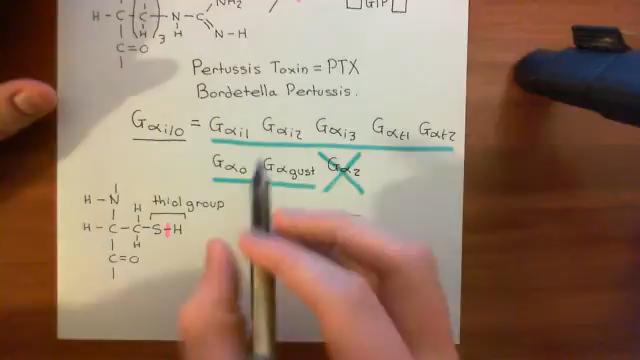 NH₂
H-C-(C)₃-N-C
H H N-H
C=O
GTP
Pertussis Toxin = PTX
Bordetella Pertussis.
Gαi/o = Gαi1 Gαi2 Gαi3 Gαt1 Gαt2
Gαo Gαgust Gαz
H-N H thiol group
H-C-C-S-H
H
C=O